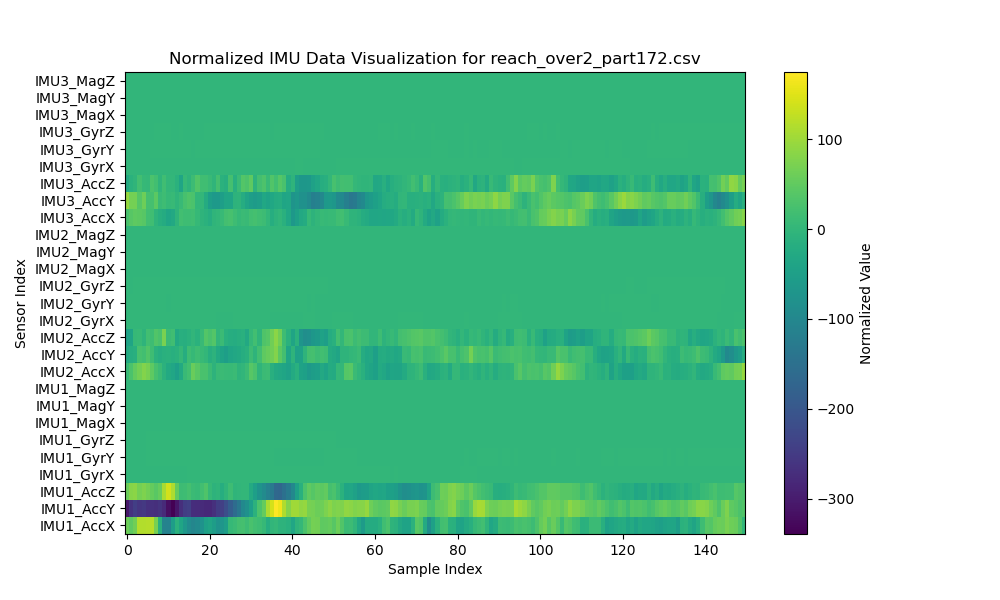 Normalized IMU Data Visualization for reach_over2_part172.csv
IMU3_MagZ
IMU3_MagY
IMU3_MagX
IMU3_GyrZ
IMU3_GyrY
IMU3_GyrX
IMU3_AccZ
IMU3_AccY
IMU3_AccX
IMU2_MagZ
IMU2_MagY
IMU2_MagX
IMU2_GyrZ
IMU2_GyrY
IMU2_GyrX
IMU2_AccZ
IMU2_AccY
IMU2_AccX
IMU1_MagZ
IMU1_MagY
IMU1_MagX
IMU1_GyrZ
IMU1_GyrY
IMU1_GyrX
IMU1_AccZ
IMU1_AccY
IMU1_AccX
Sensor Index
0 20 40 60 80 100 120 140
Sample Index
100
0
−100
−200
−300
Normalized Value